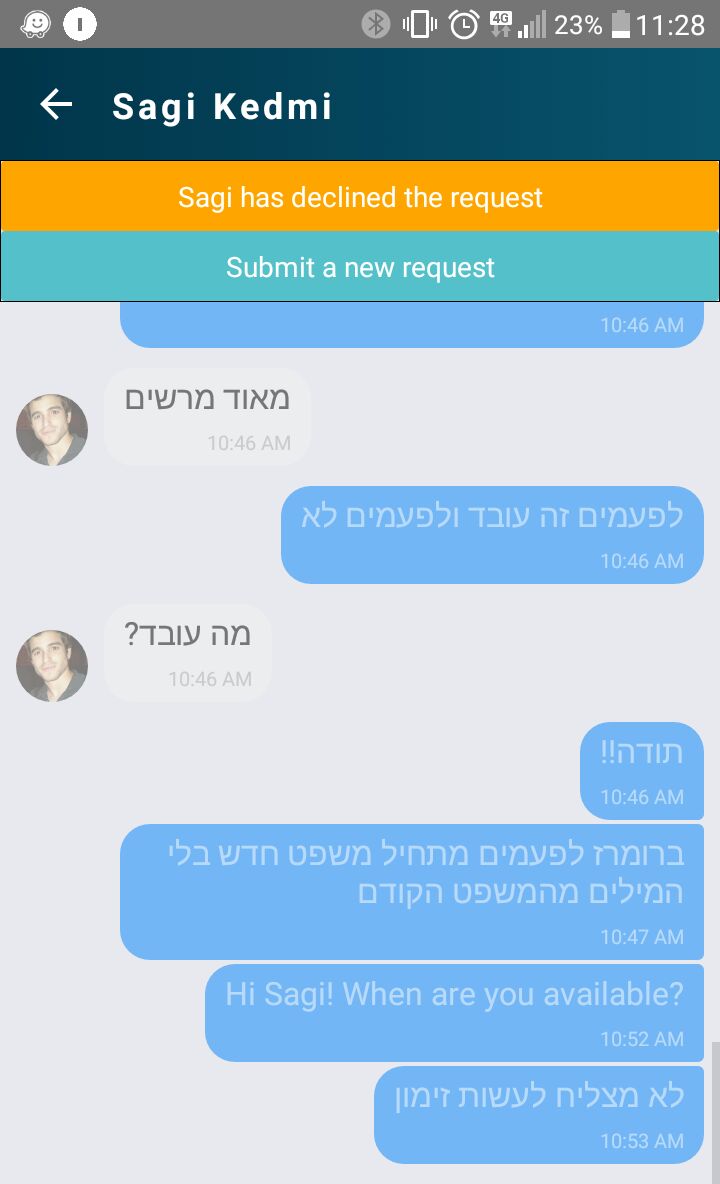 4G
23%
11:28
Sagi Kedmi
Sagi has declined the request
Submit a new request
10:46 AM
מאוד מרשים
10:46 AM
לפעמים זה עובד ולפעמים לא
10:46 AM
מה עובד?
10:46 AM
תודה!!
10:46 AM
ברומרז לפעמים מתחיל משפט חדש בלי
המילים מהמשפט הקודם
10:47 AM
Hi Sagi! When are you available?
10:52 AM
לא מצליח לעשות זימון
10:53 AM